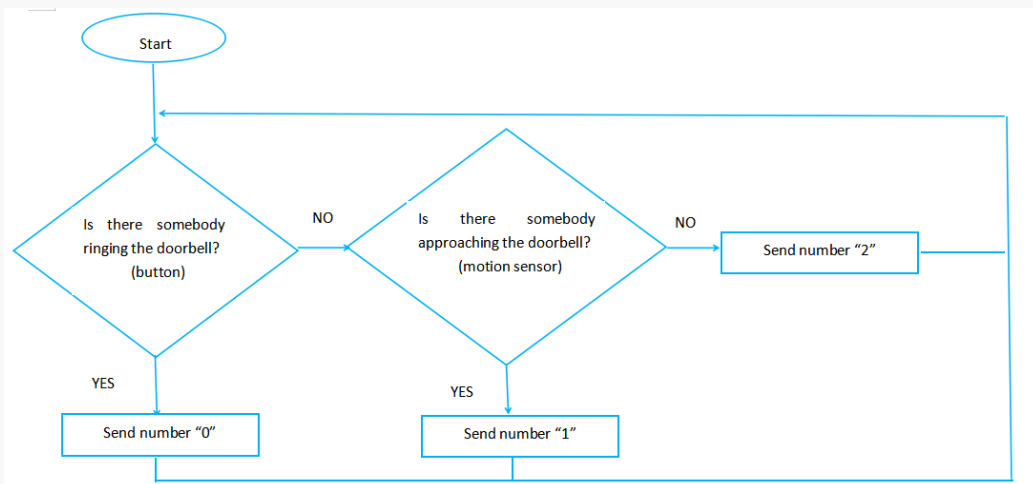 Start
Is there somebody
ringing the doorbell?
(button)
NO
Is there somebody
approaching the doorbell?
(motion sensor)
NO
Send number “2”
YES
Send number “0”
YES
Send number “1”